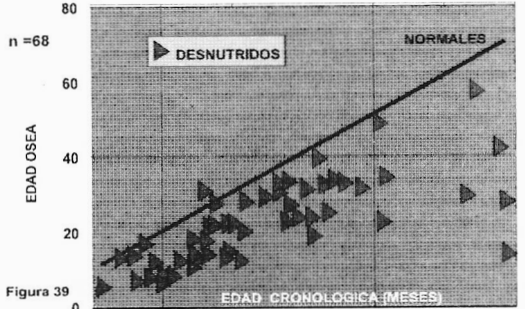 80
n =68
NORMALES
DESNUTRIDOS
60
EDAD OSEA
40
20
Figura 39
EDAD CRONOLOGICA (MESES)
0